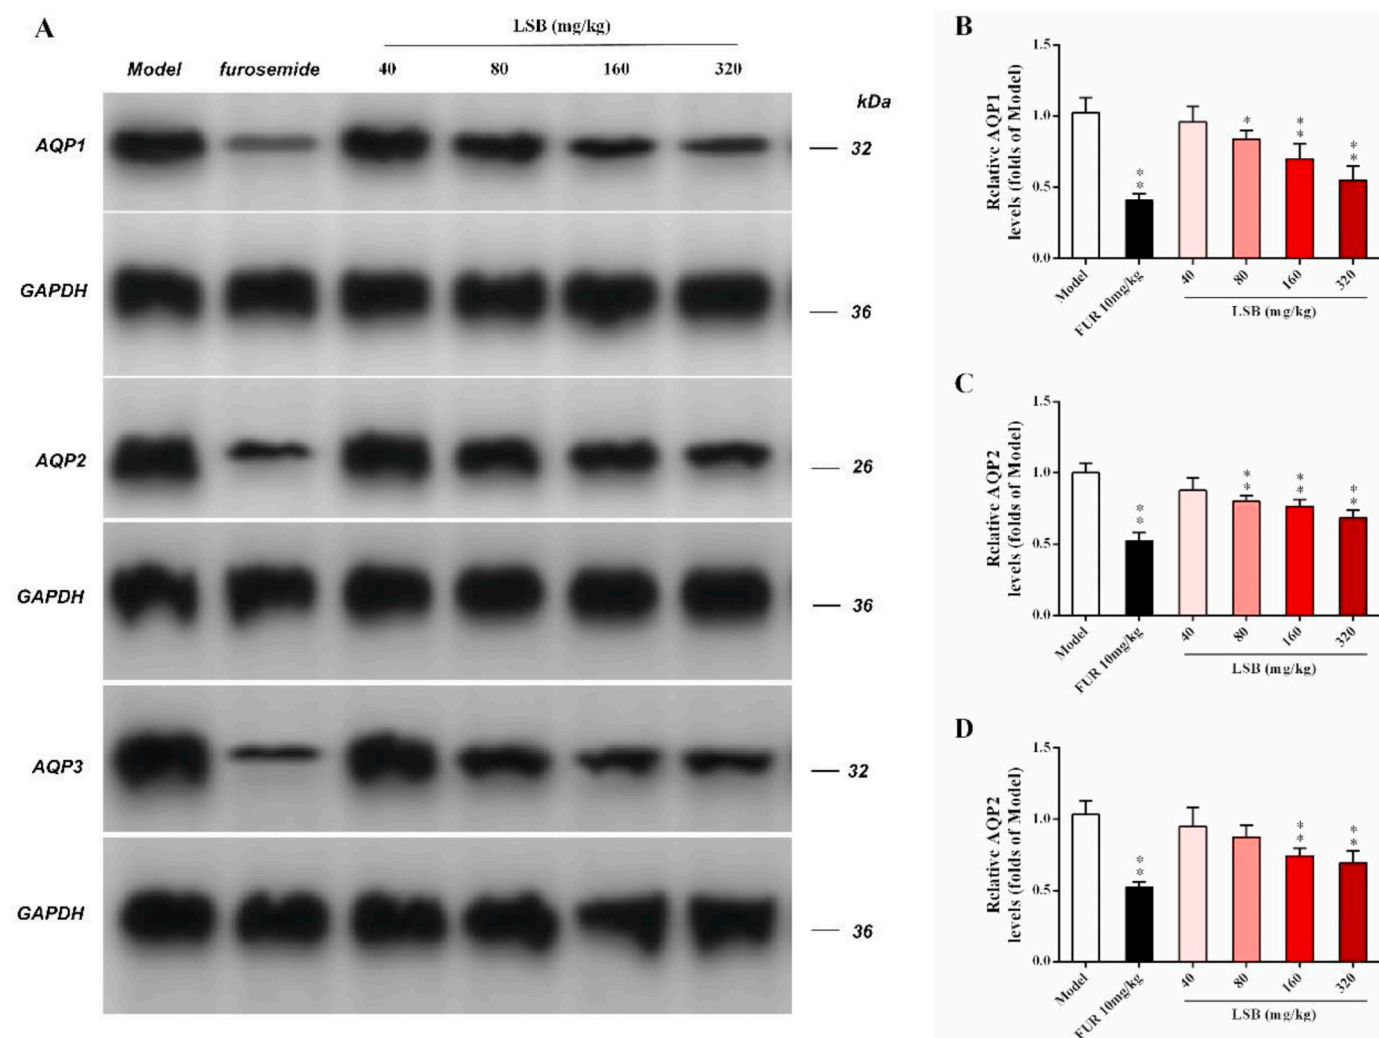 A
LSB (mg/kg)
Model furosemide 40 80 160 320
kDa
AQP1
32
GAPDH
36
AQP2
26
GAPDH
36
AQP3
32
GAPDH
36
B
Relative AQP1
levels (folds of Model)
1.5
1.0
0.5
0.0
**
*
**
**
Model
FUR 10mg/kg
40
80
160
320
LSB (mg/kg)
C
Relative AQP2
levels (folds of Model)
1.5
1.0
0.5
0.0
**
**
**
**
Model
FUR 10mg/kg
40
80
160
320
LSB (mg/kg)
D
Relative AQP2
levels (folds of Model)
1.5
1.0
0.5
0.0
**
**
**
Model
FUR 10mg/kg
40
80
160
320
LSB (mg/kg)